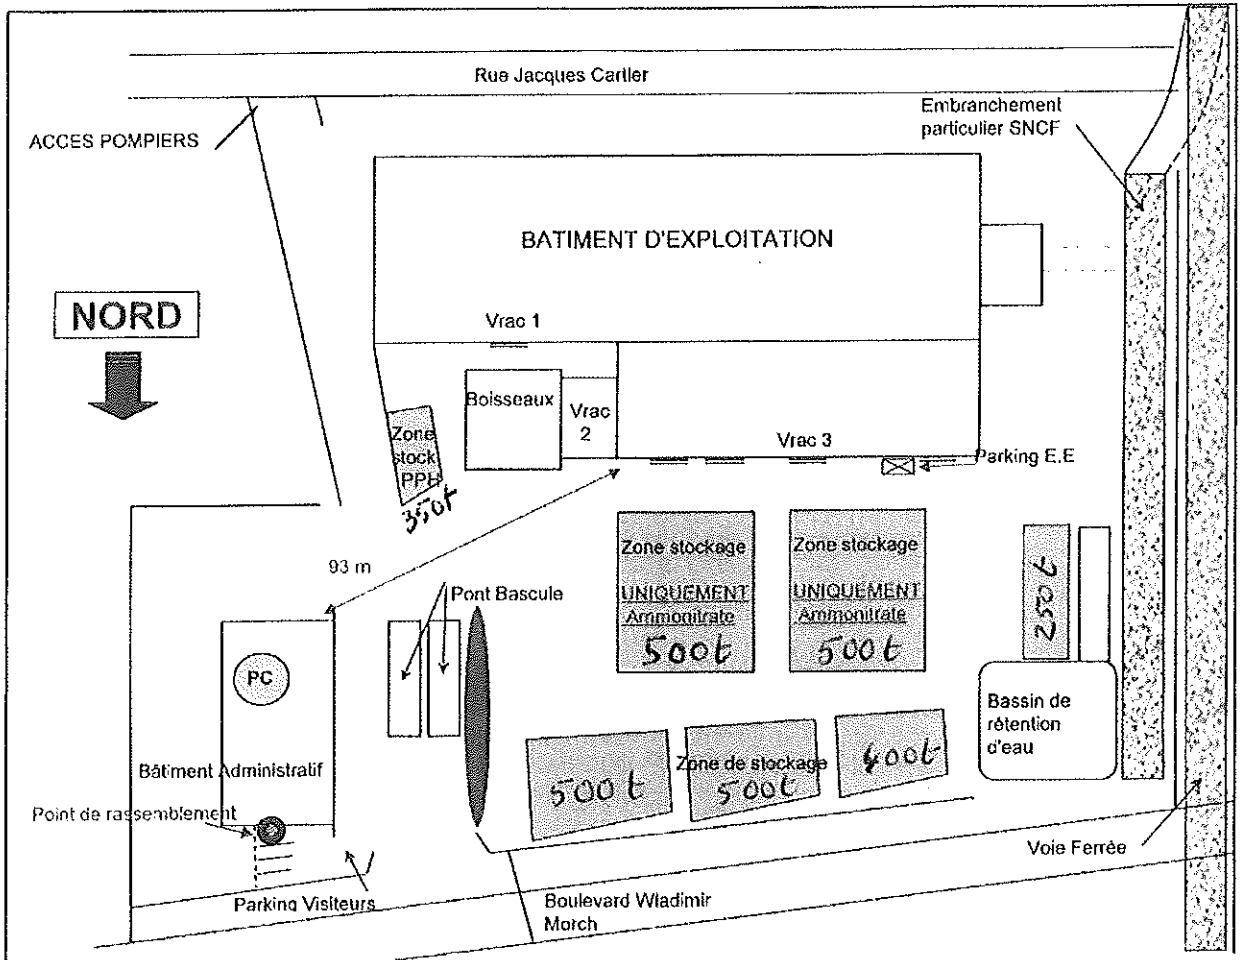 Rue Jacques Cartier
ACCES POMPIERS
Embranchement
particulier SNCF
BATIMENT D'EXPLOITATION
NORD
Vrac 1
Boisseaux
Vrac
2
Vrac 3
Parking E.E
Zone
stock
PPH
350t
93 m
Pont Bascule
Zone stockage
UNIQUEMENT
Ammonitrate
500t
Zone stockage
UNIQUEMENT
Ammonitrate
500t
250t
PC
Bassin de
rétention
d'eau
Bâtiment Administratif
500t
Zone de stockage
500t
400t
Point de rassemblement
Voie Ferrée
Parking Visiteurs
Boulevard Wladimir
Morch